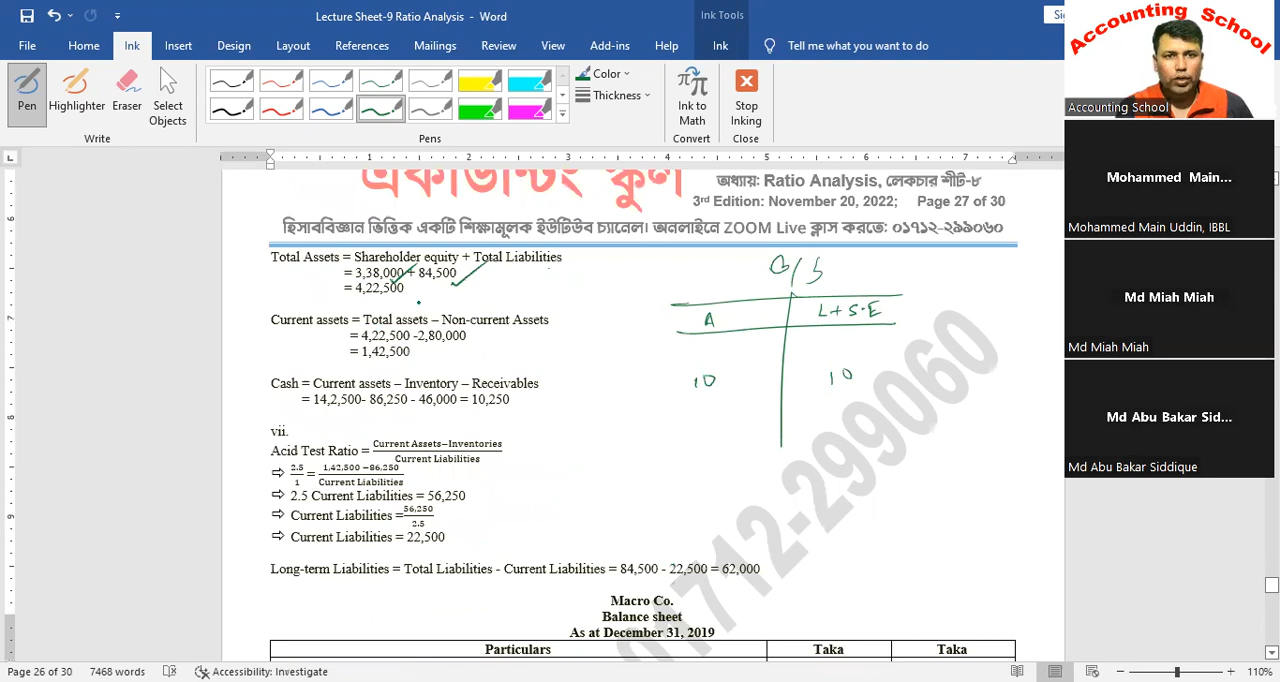 Lecture Sheet-9 Ratio Analysis - Word
Ink Tools
File Home Ink Insert Design Layout References Mailings Review View Add-ins Help Ink Tell me what you want to do
Pen Highlighter Eraser Select Objects
Color
Thickness
Ink to Math
Stop Inking
Write Pens Convert Close
Accounting School
Accounting School
Mohammed Main...
Mohammed Main Uddin, IBBL
Md Miah Miah
Md Miah Miah
Md Abu Bakar Sid...
Md Abu Bakar Siddique
1 2 3 4 5 6 7
একাউন্টিং স্কুল
অধ্যায়: Ratio Analysis, লেকচার শীট-৮
3rd Edition: November 20, 2022; Page 27 of 30
হিসাববিজ্ঞান ভিত্তিক একটি শিক্ষামূলক ইউটিউব চ্যানেল। অনলাইনে ZOOM Live ক্লাস করতে: ০১৭১২-২৯৯০৬০
Total Assets = Shareholder equity + Total Liabilities
= 3,38,000 + 84,500
= 4,22,500
Current assets = Total assets – Non-current Assets
= 4,22,500 -2,80,000
= 1,42,500
Cash = Current assets – Inventory – Receivables
= 14,2,500- 86,250 - 46,000 = 10,250
B/S
A L + S.E
10 10
vii.
Acid Test Ratio = Current Assets−Inventories / Current Liabilities
⇨ 2.5/1 = 1,42,500 −86,250 / Current Liabilities
⇨ 2.5 Current Liabilities = 56,250
⇨ Current Liabilities = 56,250 / 2.5
⇨ Current Liabilities = 22,500
Long-term Liabilities = Total Liabilities - Current Liabilities = 84,500 - 22,500 = 62,000
01712-299060
Macro Co.
Balance sheet
As at December 31, 2019
Particulars Taka Taka
Page 26 of 30 7468 words Accessibility: Investigate 110%